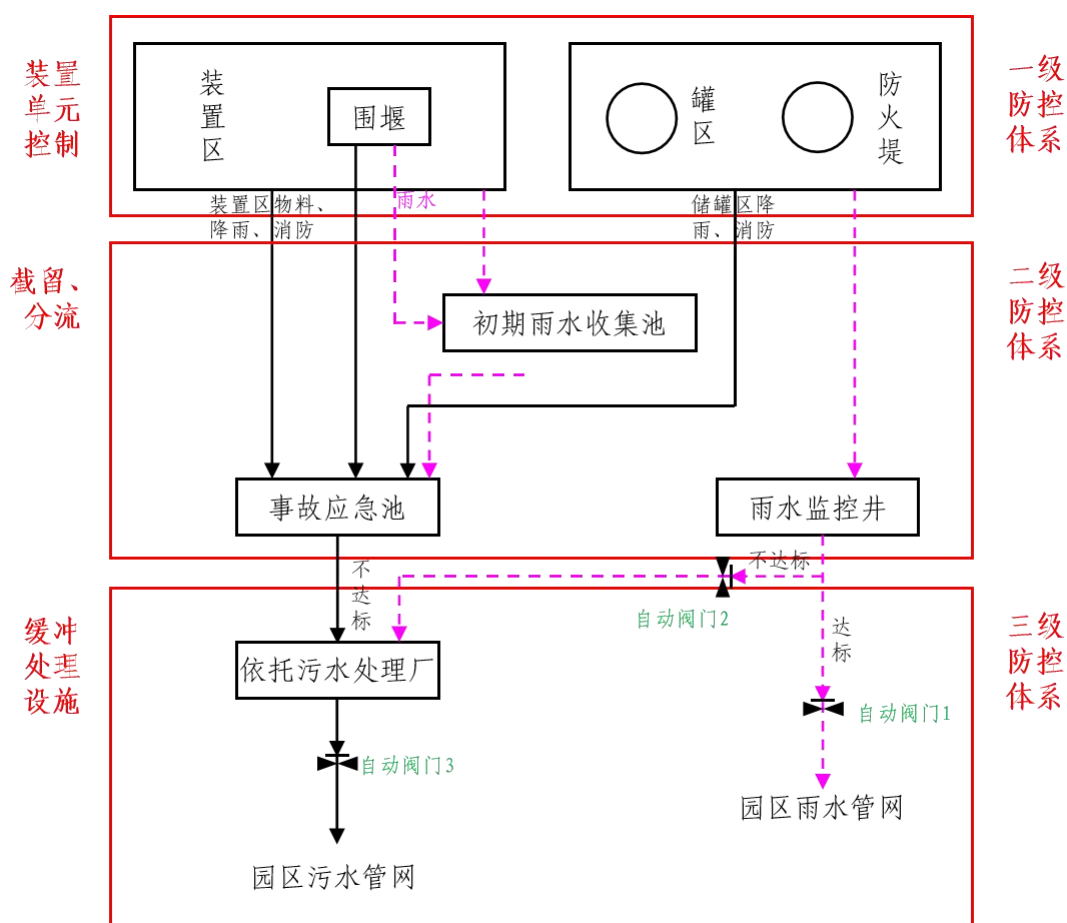 装置
单元
控制
装
置
区
围堰
罐
区
防
火
堤
一级
防控
体系
装置区物料、
降雨、消防
雨水
储罐区降
雨、消防
截留、
分流
初期雨水收集池
二级
防控
体系
事故应急池
雨水监控井
不
达
标
不达标
自动阀门2
达
标
缓冲
处理
设施
依托污水处理厂
三级
防控
体系
自动阀门1
自动阀门3
园区雨水管网
园区污水管网